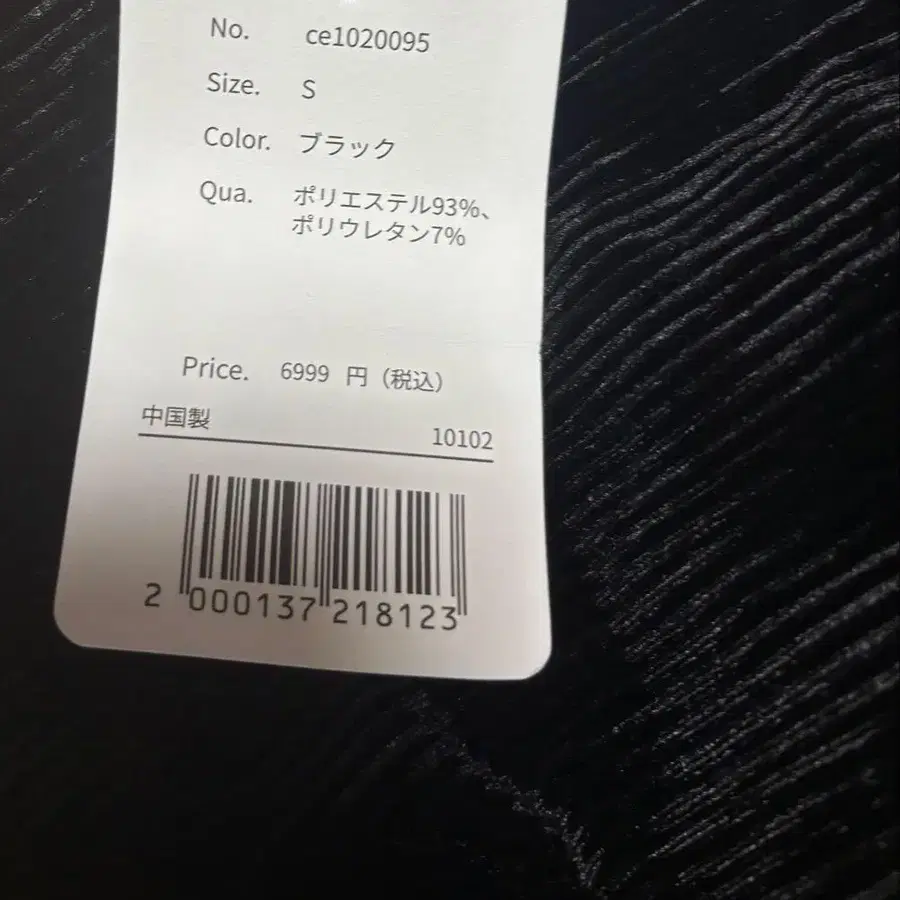 No. ce1020095
Size. S
Color. ブラック
Qua. ポリエステル93%、
ポリウレタン7%
Price. 6999 円（税込）
中国製 10102
2 000137 218123